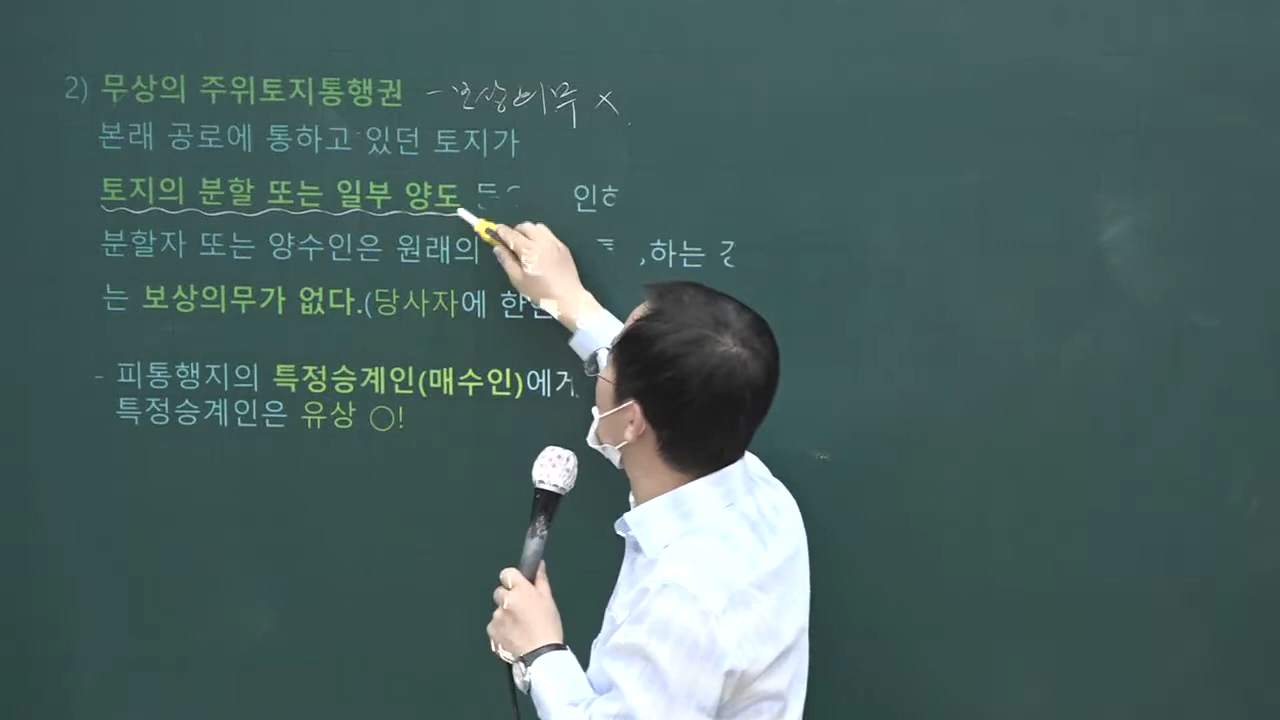 2) 무상의 주위토지통행권 - 보상의무 X.
본래 공로에 통하고 있던 토지가
토지의 분할 또는 일부 양도
분할자 또는 양수인은 원래의 하는
는 보상의무가 없다.(당사자에
- 피통행지의 특정승계인(매수인)에게
특정승계인은 유상 ○!